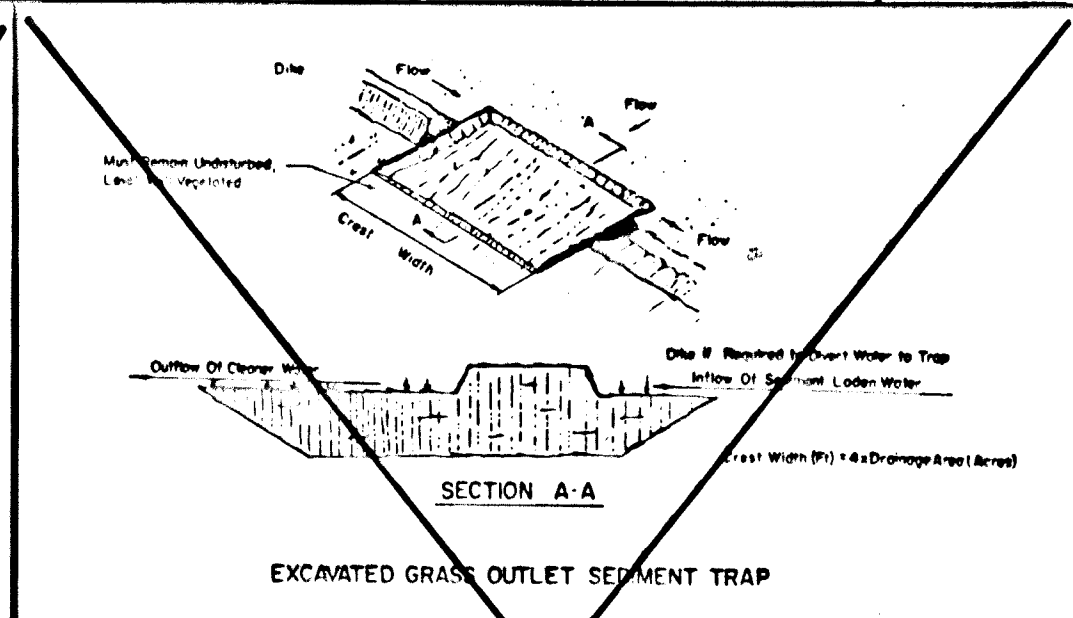 Dike
Flow
Flow
A
Must Remain Undisturbed,
Level Vegetated
A
Flow
Crest Width
Dike If Required to Divert Water to Trap
Outflow Of Cleaner Water
Inflow Of Sediment Laden Water
Crest Width (Ft) = 4 x Drainage Area (Acres)
SECTION A-A
EXCAVATED GRASS OUTLET SEDIMENT TRAP